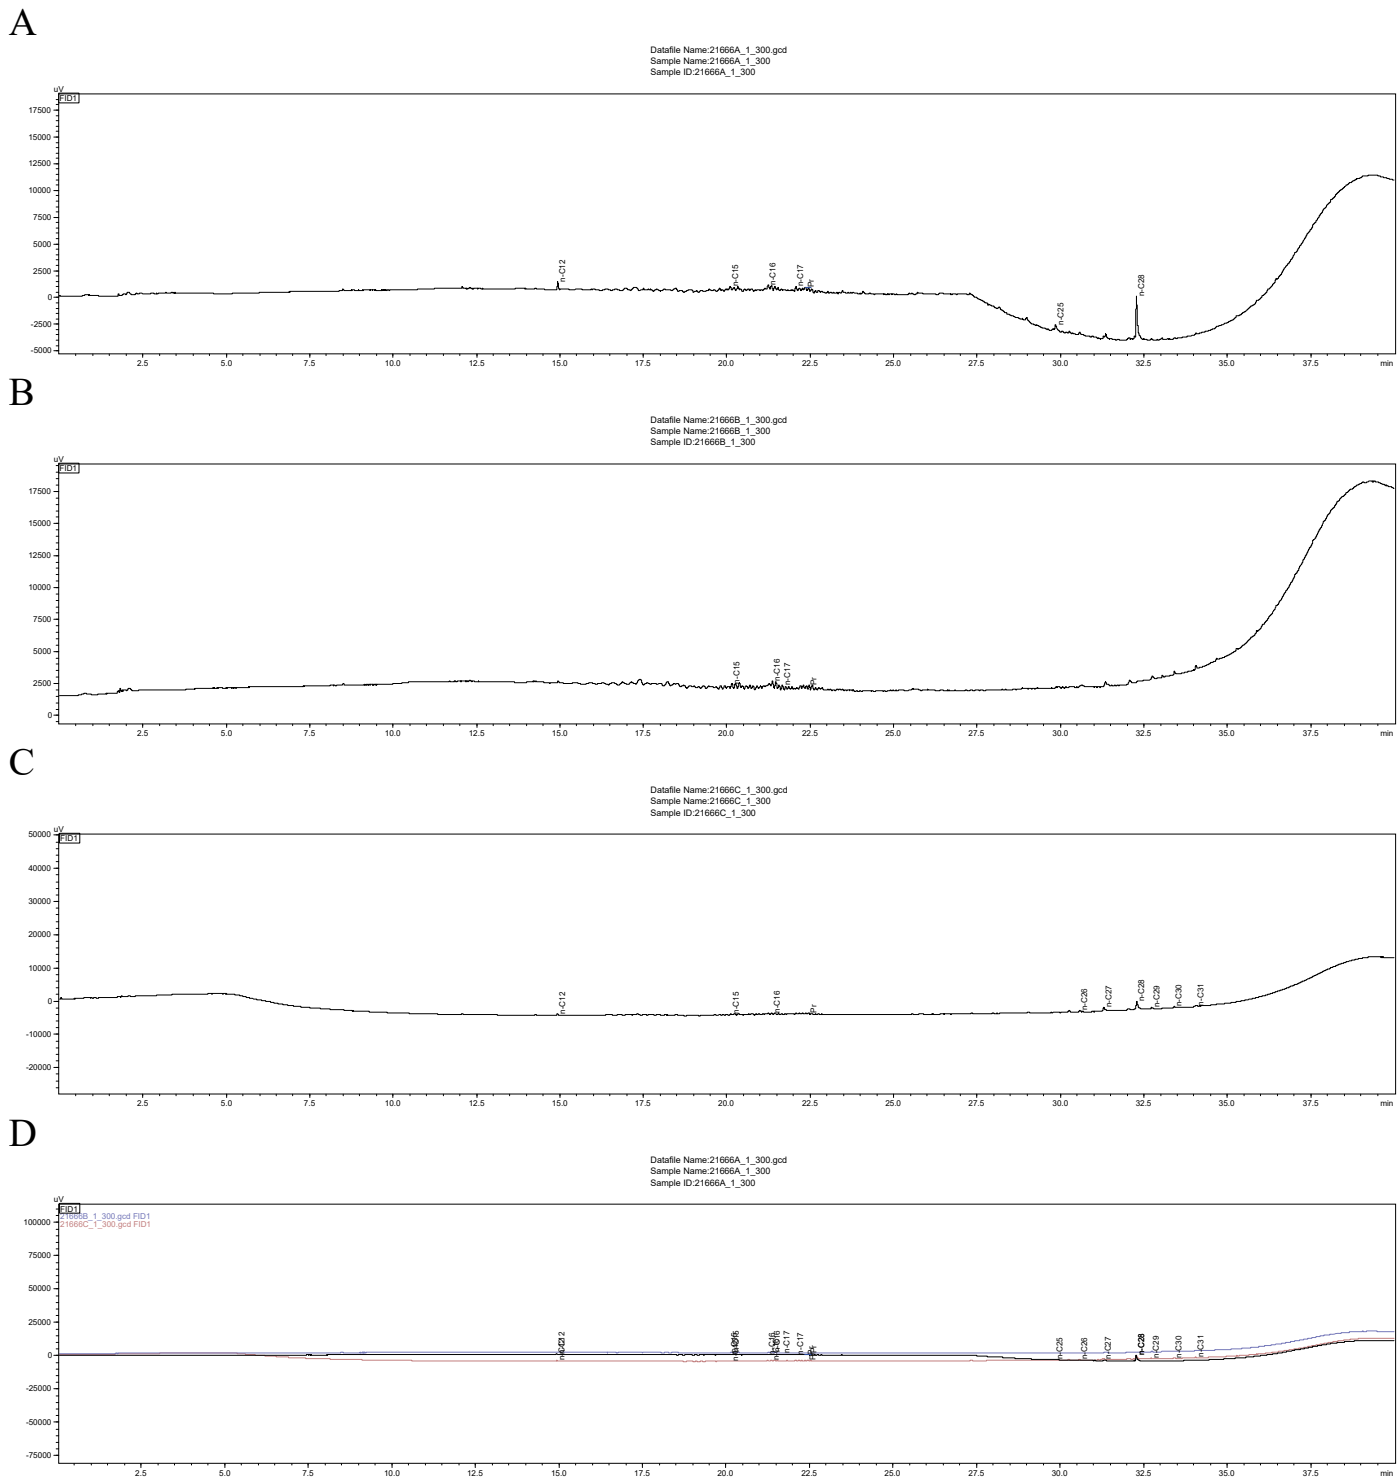 A
Datafile Name:21666A_1_300.gcd
Sample Name:21666A_1_300
Sample ID:21666A_1_300
uV
FID1
17500
15000
12500
10000
7500
5000
2500
0
-2500
-5000
n-C12
n-C15
n-C16
n-C17
Pr
n-C25
n-C28
2.5 5.0 7.5 10.0 12.5 15.0 17.5 20.0 22.5 25.0 27.5 30.0 32.5 35.0 37.5 min
B
Datafile Name:21666B_1_300.gcd
Sample Name:21666B_1_300
Sample ID:21666B_1_300
uV
FID1
17500
15000
12500
10000
7500
5000
2500
0
n-C15
n-C16
n-C17
Pr
2.5 5.0 7.5 10.0 12.5 15.0 17.5 20.0 22.5 25.0 27.5 30.0 32.5 35.0 37.5 min
C
Datafile Name:21666C_1_300.gcd
Sample Name:21666C_1_300
Sample ID:21666C_1_300
uV
FID1
50000
40000
30000
20000
10000
0
-10000
-20000
n-C12
n-C15
n-C16
Pr
n-C26
n-C27
n-C28
n-C29
n-C30
n-C31
2.5 5.0 7.5 10.0 12.5 15.0 17.5 20.0 22.5 25.0 27.5 30.0 32.5 35.0 37.5 min
D
Datafile Name:21666A_1_300.gcd
Sample Name:21666A_1_300
Sample ID:21666A_1_300
uV
FID1
21666B_1_300.gcd FID1
21666C_1_300.gcd FID1
100000
75000
50000
25000
0
-25000
-50000
-75000
n-C17
n-C17
n-C25
n-C26
n-C27
n-C28
n-C29
n-C30
n-C31
2.5 5.0 7.5 10.0 12.5 15.0 17.5 20.0 22.5 25.0 27.5 30.0 32.5 35.0 37.5 min